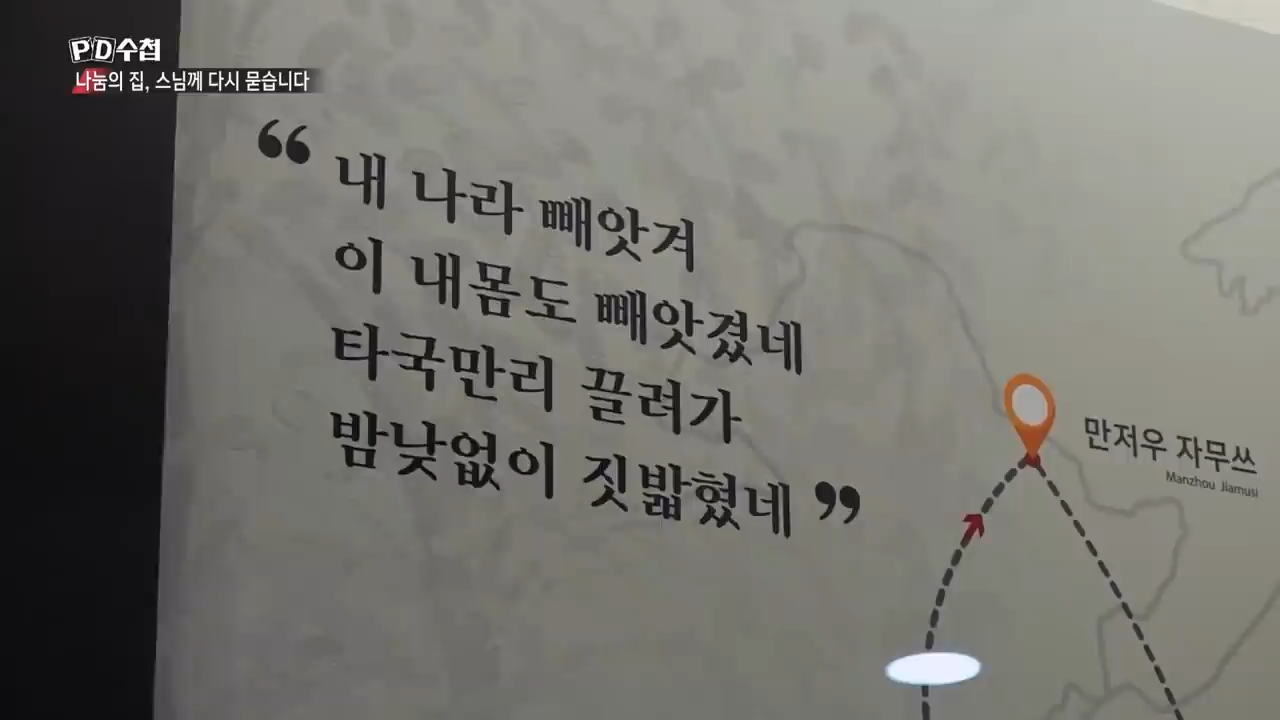 PD수첩
나눔의 집, 스님께 다시 묻습니다
“ 내 나라 빼앗겨
이 내몸도 빼앗겼네
타국만리 끌려가
밤낮없이 짓밟혔네 ”
만저우 자무쓰
Manzhou Jiamusi